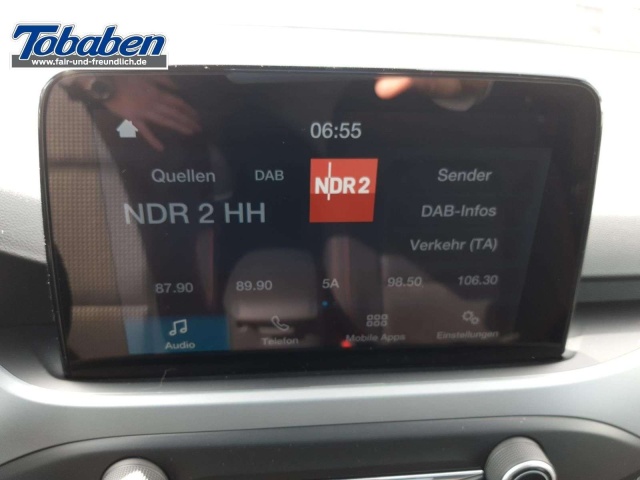 Tobaben
www.fair-und-freundlich.de
06:55
Quellen DAB NDR 2 Sender
NDR 2 HH DAB-Infos
Verkehr (TA)
87.90 89.90 5A 98.50 106.30
Audio Telefon Mobile Apps Einstellungen